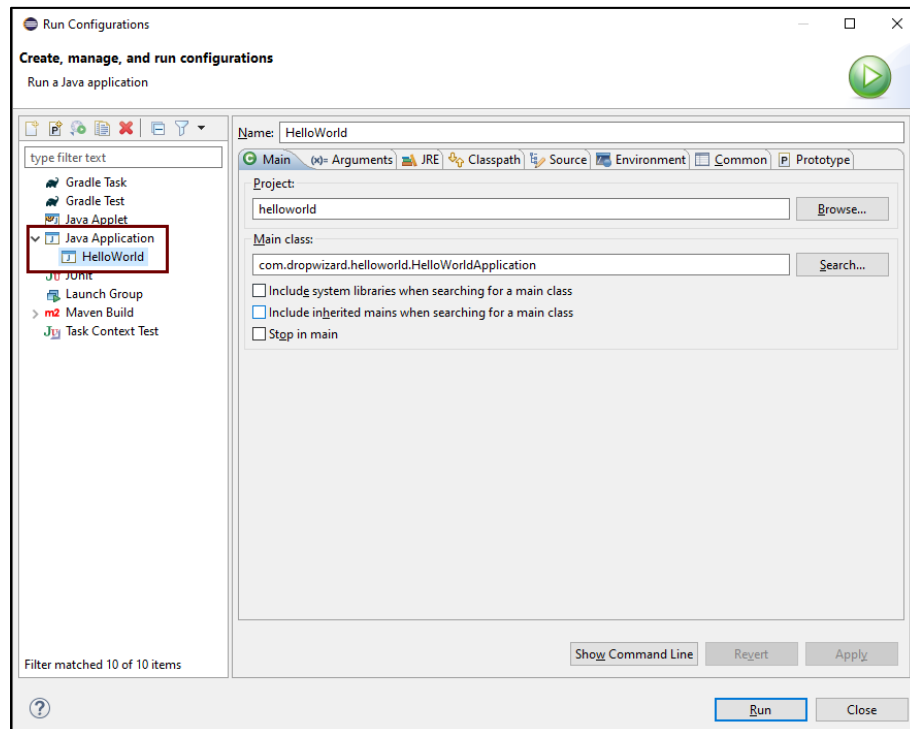 Run Configurations
Create, manage, and run configurations
Run a Java application
type filter text
Gradle Task
Gradle Test
Java Applet
Java Application
HelloWorld
JUnit
Launch Group
Maven Build
Task Context Test
Filter matched 10 of 10 items
Name: HelloWorld
Main (x)= Arguments JRE Classpath Source Environment Common Prototype
Project:
helloworld Browse...
Main class:
com.dropwizard.helloworld.HelloWorldApplication Search...
Include system libraries when searching for a main class
Include inherited mains when searching for a main class
Stop in main
Show Command Line Revert Apply
Run Close